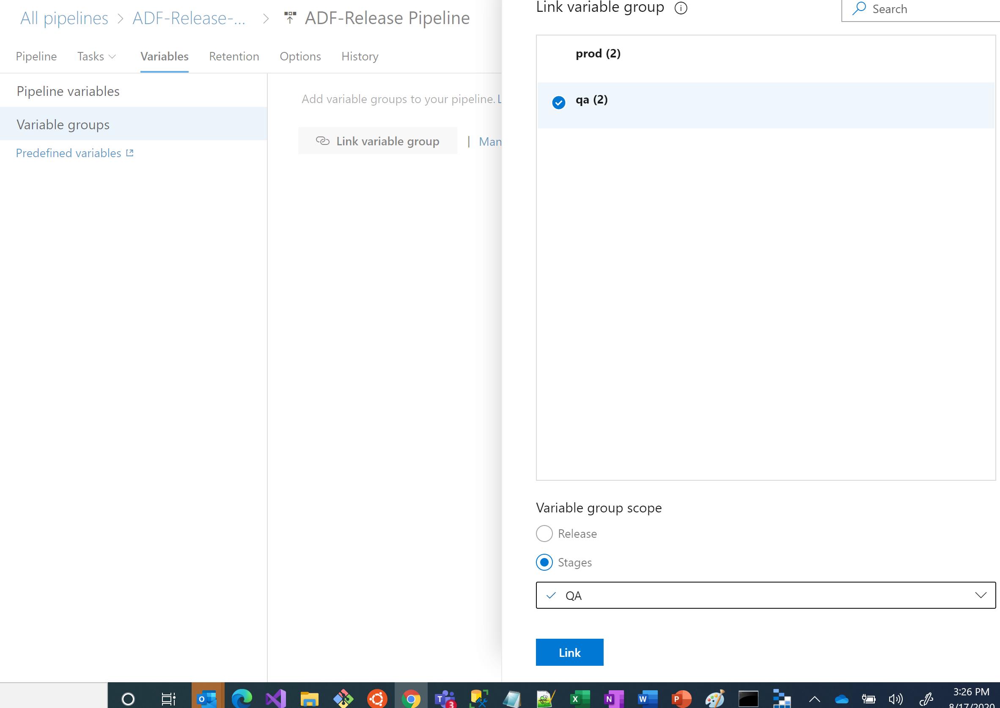 All pipelines > ADF-Release-... > ADF-Release Pipeline
Pipeline Tasks Variables Retention Options History
Pipeline variables
Variable groups
Predefined variables
Add variable groups to your pipeline. L
Link variable group | Man
Link variable group
Search
prod (2)
qa (2)
Variable group scope
Release
Stages
QA
Link
3
3:26 PM
8/17/2020